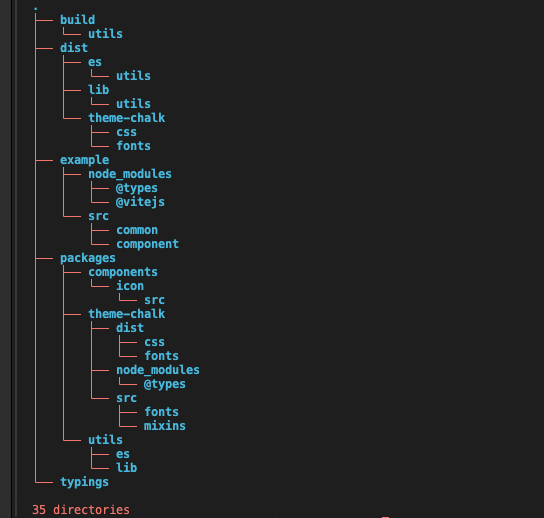 .
├── build
│   └── utils
├── dist
│   ├── es
│   │   └── utils
│   ├── lib
│   │   └── utils
│   └── theme-chalk
│       ├── css
│       └── fonts
├── example
│   ├── node_modules
│   │   ├── @types
│   │   └── @vitejs
│   └── src
│       ├── common
│       └── component
├── packages
│   ├── components
│   │   └── icon
│   │       └── src
│   ├── theme-chalk
│   │   ├── dist
│   │   │   ├── css
│   │   │   └── fonts
│   │   ├── node_modules
│   │   │   └── @types
│   │   └── src
│   │       ├── fonts
│   │       └── mixins
│   └── utils
│       ├── es
│       └── lib
└── typings
35 directories